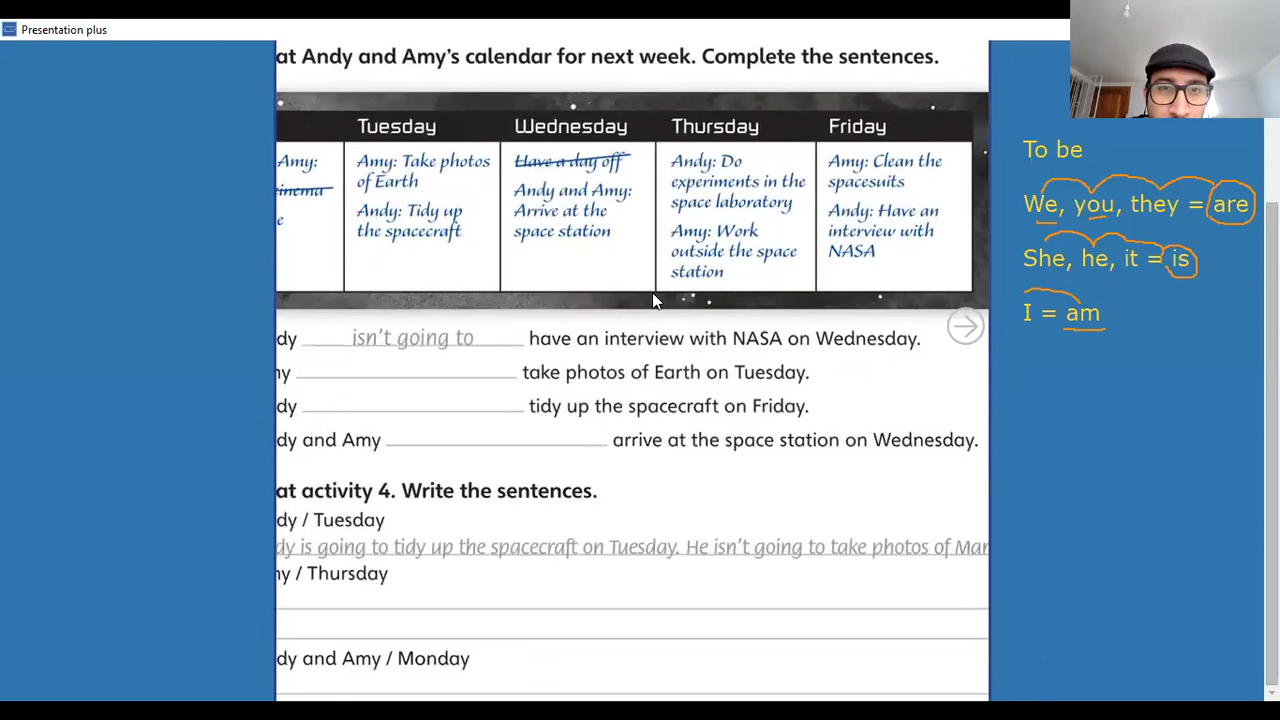 Presentation plus
at Andy and Amy's calendar for next week. Complete the sentences.
Tuesday Wednesday Thursday Friday
Amy:
cinema
e
Amy: Take photos
of Earth
Andy: Tidy up
the spacecraft
Have a day off
Andy and Amy:
Arrive at the
space station
Andy: Do
experiments in the
space laboratory
Amy: Work
outside the space
station
Amy: Clean the
spacesuits
Andy: Have an
interview with
NASA
dy isn't going to have an interview with NASA on Wednesday.
ny take photos of Earth on Tuesday.
dy tidy up the spacecraft on Friday.
dy and Amy arrive at the space station on Wednesday.
at activity 4. Write the sentences.
dy / Tuesday
dy is going to tidy up the spacecraft on Tuesday. He isn't going to take photos of Mar
ny / Thursday
dy and Amy / Monday
To be
We, you, they = are
She, he, it = is
I = am